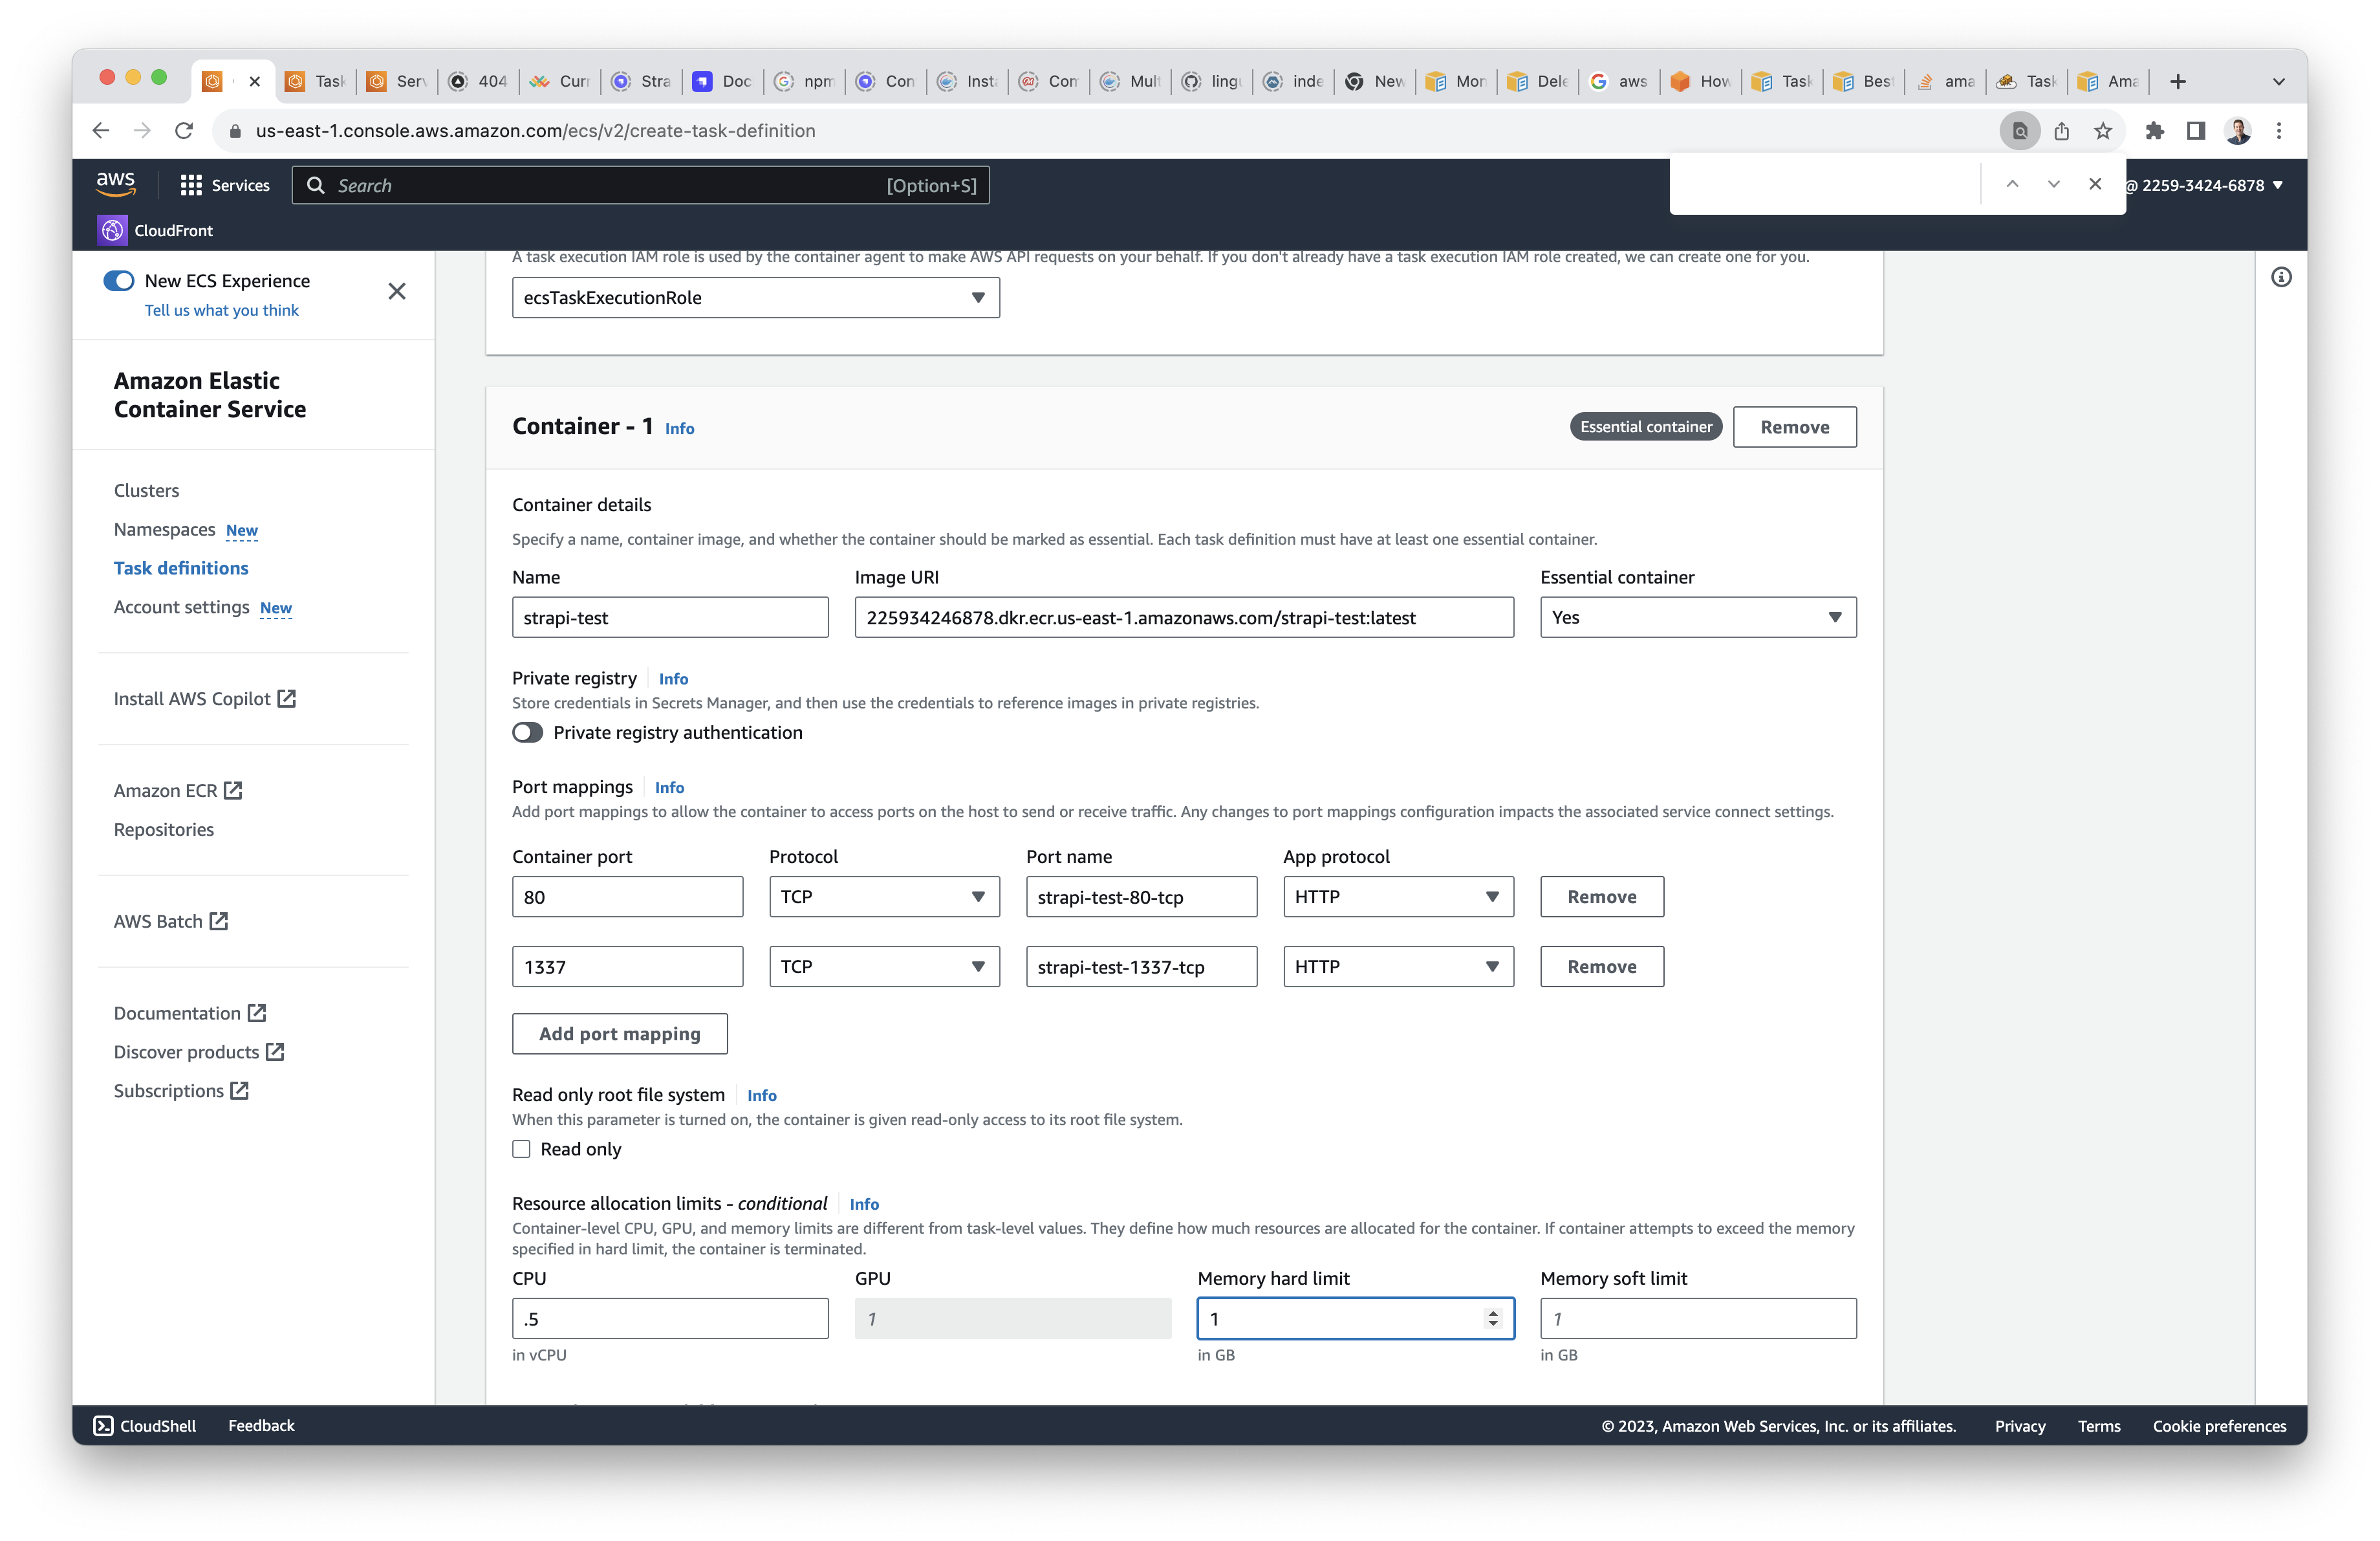 Task
Serv
404
Curr
Stra
Doc
npm
Con
Inst
Com
Mult
lingu
inde
New
Mon
Dele
aws
How
Task
Best
ama
Task
Ama
us-east-1.console.aws.amazon.com/ecs/v2/create-task-definition
aws
Services
Search
[Option+S]
@ 2259-3424-6878
CloudFront
New ECS Experience
Tell us what you think
Amazon Elastic
Container Service
Clusters
Namespaces New
Task definitions
Account settings New
Install AWS Copilot
Amazon ECR
Repositories
AWS Batch
Documentation
Discover products
Subscriptions
A task execution IAM role is used by the container agent to make AWS API requests on your behalf. If you don't already have a task execution IAM role created, we can create one for you.
ecsTaskExecutionRole
Container - 1 Info
Essential container
Remove
Container details
Specify a name, container image, and whether the container should be marked as essential. Each task definition must have at least one essential container.
Name Image URI Essential container
strapi-test 225934246878.dkr.ecr.us-east-1.amazonaws.com/strapi-test:latest Yes
Private registry Info
Store credentials in Secrets Manager, and then use the credentials to reference images in private registries.
Private registry authentication
Port mappings Info
Add port mappings to allow the container to access ports on the host to send or receive traffic. Any changes to port mappings configuration impacts the associated service connect settings.
Container port Protocol Port name App protocol
80 TCP strapi-test-80-tcp HTTP Remove
1337 TCP strapi-test-1337-tcp HTTP Remove
Add port mapping
Read only root file system Info
When this parameter is turned on, the container is given read-only access to its root file system.
Read only
Resource allocation limits - conditional Info
Container-level CPU, GPU, and memory limits are different from task-level values. They define how much resources are allocated for the container. If container attempts to exceed the memory
specified in hard limit, the container is terminated.
CPU GPU Memory hard limit Memory soft limit
.5 1 1 1
in vCPU in GB in GB
CloudShell Feedback © 2023, Amazon Web Services, Inc. or its affiliates. Privacy Terms Cookie preferences